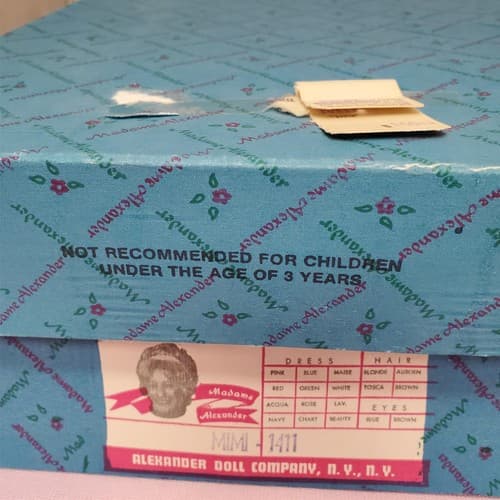 Madame Alexander
NOT RECOMMENDED FOR CHILDREN
UNDER THE AGE OF 3 YEARS.
Madame
Alexander
DRESS HAIR
PINK BLUE MAIZE BLONDE AUBURN
RED GREEN WHITE TOSCA BROWN
ACQUA ROSE LAV. EYES
NAVY CHART BEAUTY BLUE BROWN
MIMI - 1411
ALEXANDER DOLL COMPANY, N.Y., N.Y.